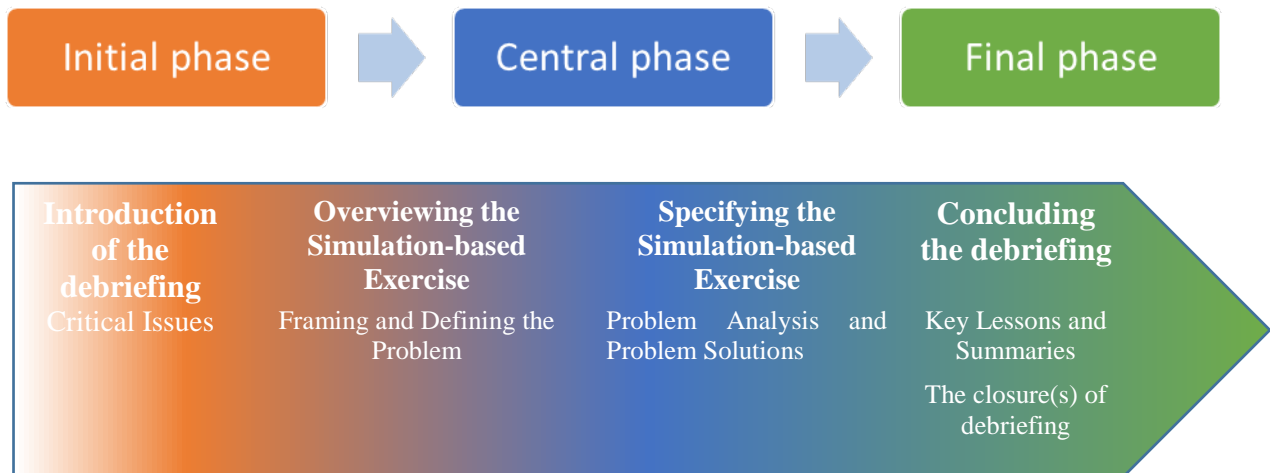 Initial phase
Central phase
Final phase
Introduction
of the
debriefing
Critical Issues
Overviewing the
Simulation-based
Exercise
Framing and Defining the
Problem
Specifying the
Simulation-based
Exercise
Problem Analysis and
Problem Solutions
Concluding
the debriefing
Key Lessons and
Summaries
The closure(s) of
debriefing